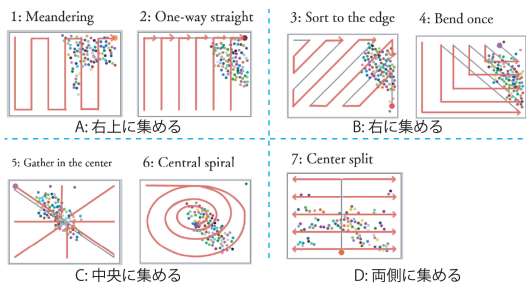 1: Meandering
2: One-way straight
A: 右上に集める
3: Sort to the edge
4: Bend once
B: 右に集める
5: Gather in the center
6: Central spiral
C: 中央に集める
7: Center split
D: 両側に集める